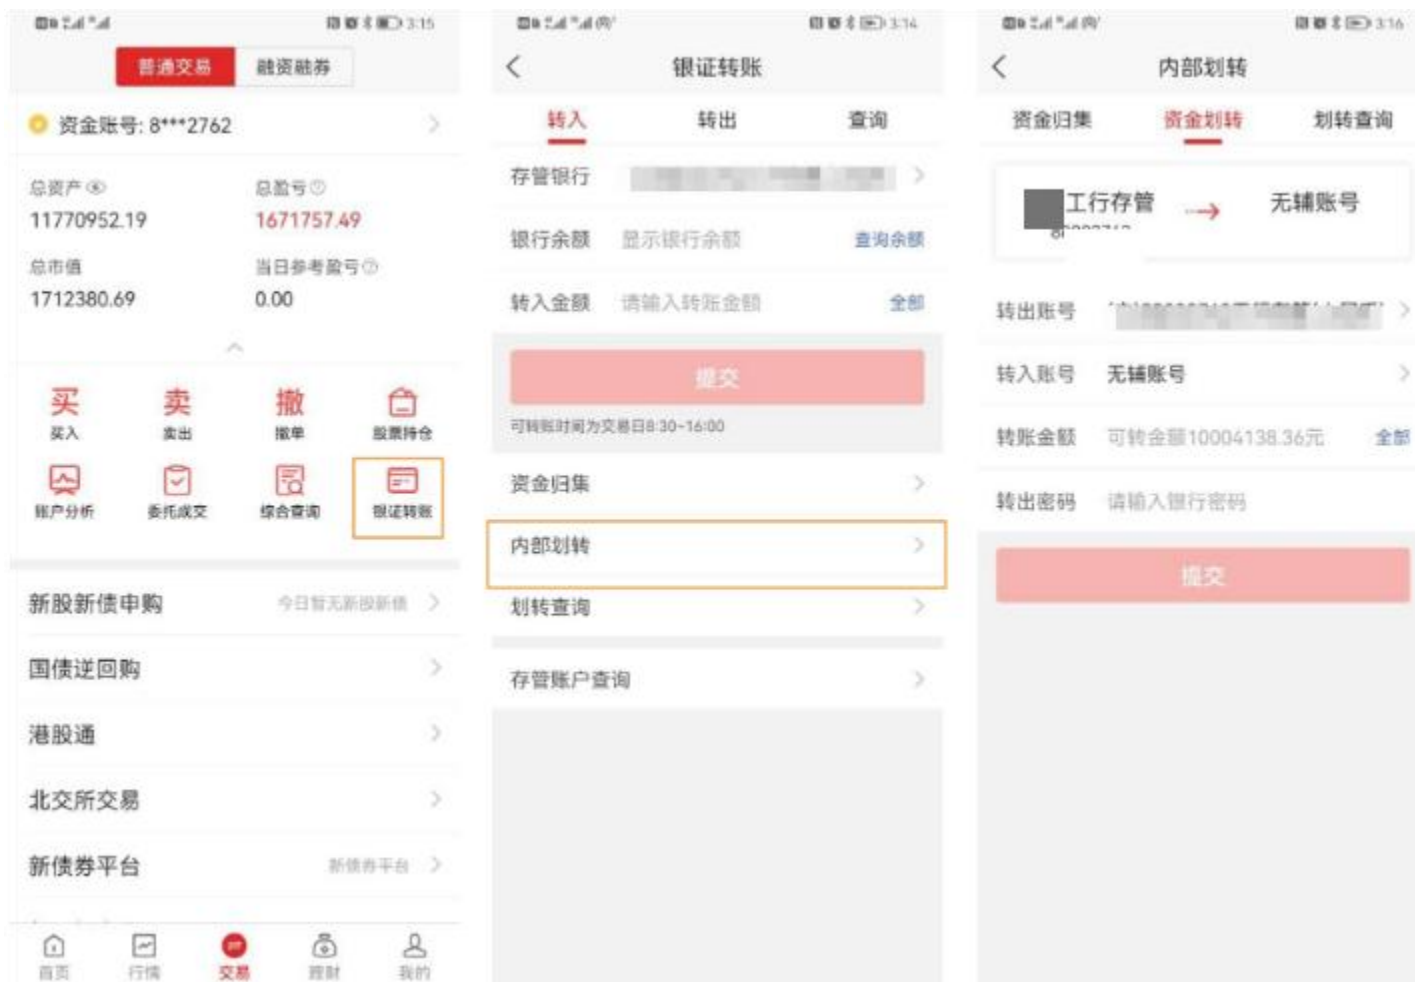 3:15
普通交易 融资融券
资金账号: 8***2762
总资产 总盈亏
11770952.19 1671757.49
总市值 当日参考盈亏
1712380.69 0.00
买 卖 撤
买入 卖出 撤单 股票持仓
账户分析 委托成交 综合查询 银证转账
新股新债申购 今日暂无新股新债
国债逆回购
港股通
北交所交易
新债券平台 新债券平台
首页 行情 交易 理财 我的
3:14
银证转账
转入 转出 查询
存管银行
银行余额 显示银行余额 查询余额
转入金额 请输入转账金额 全部
提交
可转账时间为交易日8:30~16:00
资金归集
内部划转
划转查询
存管账户查询
3:16
内部划转
资金归集 资金划转 划转查询
工行存管 无辅账号
转出账号
转入账号 无辅账号
转账金额 可转金额10004138.36元 全部
转出密码 请输入银行密码
提交